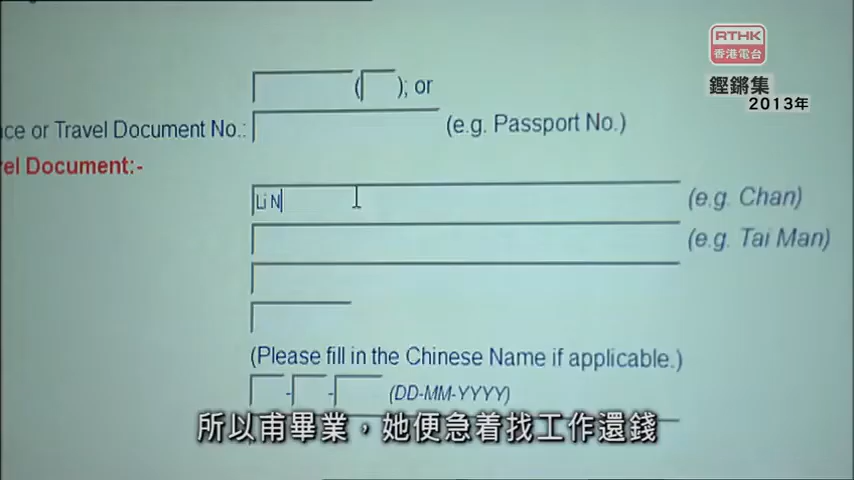 RTHK
香港電台
鏗鏘集
2013年
( ); or
ce or Travel Document No.: (e.g. Passport No.)
el Document:-
Li N (e.g. Chan)
(e.g. Tai Man)
(Please fill in the Chinese Name if applicable.)
- - (DD-MM-YYYY)
所以甫畢業，她便急着找工作還錢